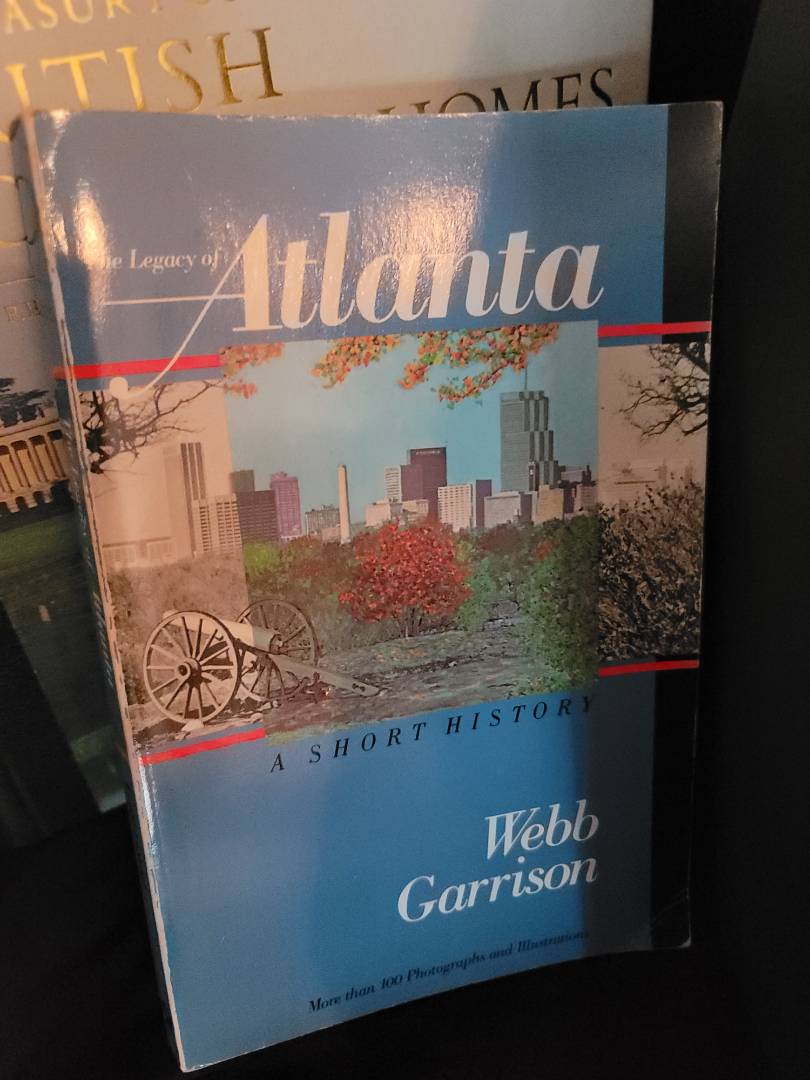 ITISH
HOMES
The Legacy of
Atlanta
A SHORT HISTORY
Webb
Garrison
More than 100 Photographs and Illustrations